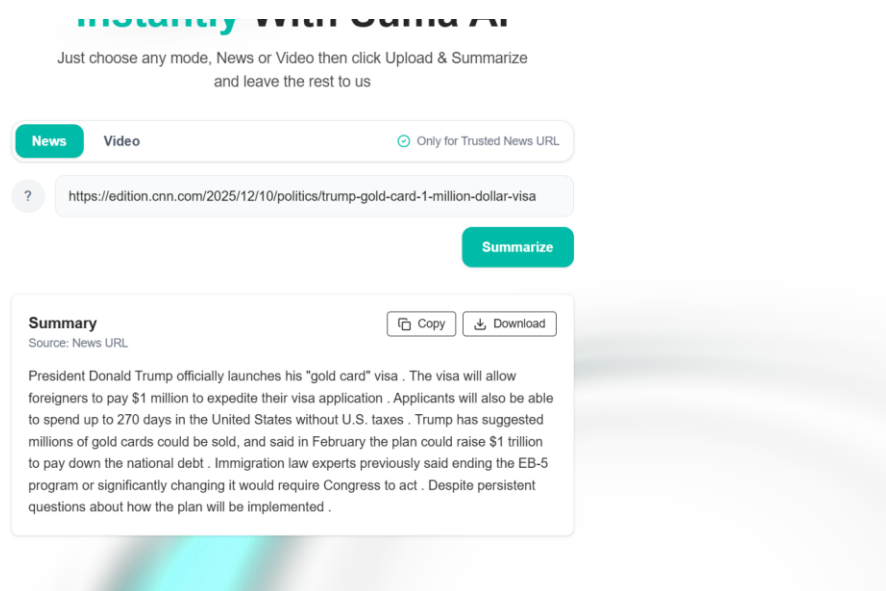 Instantly With Suma AI
Just choose any mode, News or Video then click Upload & Summarize
and leave the rest to us
News Video Only for Trusted News URL
? https://edition.cnn.com/2025/12/10/politics/trump-gold-card-1-million-dollar-visa
Summarize
Summary Copy Download
Source: News URL
President Donald Trump officially launches his "gold card" visa . The visa will allow
foreigners to pay $1 million to expedite their visa application . Applicants will also be able
to spend up to 270 days in the United States without U.S. taxes . Trump has suggested
millions of gold cards could be sold, and said in February the plan could raise $1 trillion
to pay down the national debt . Immigration law experts previously said ending the EB-5
program or significantly changing it would require Congress to act . Despite persistent
questions about how the plan will be implemented .